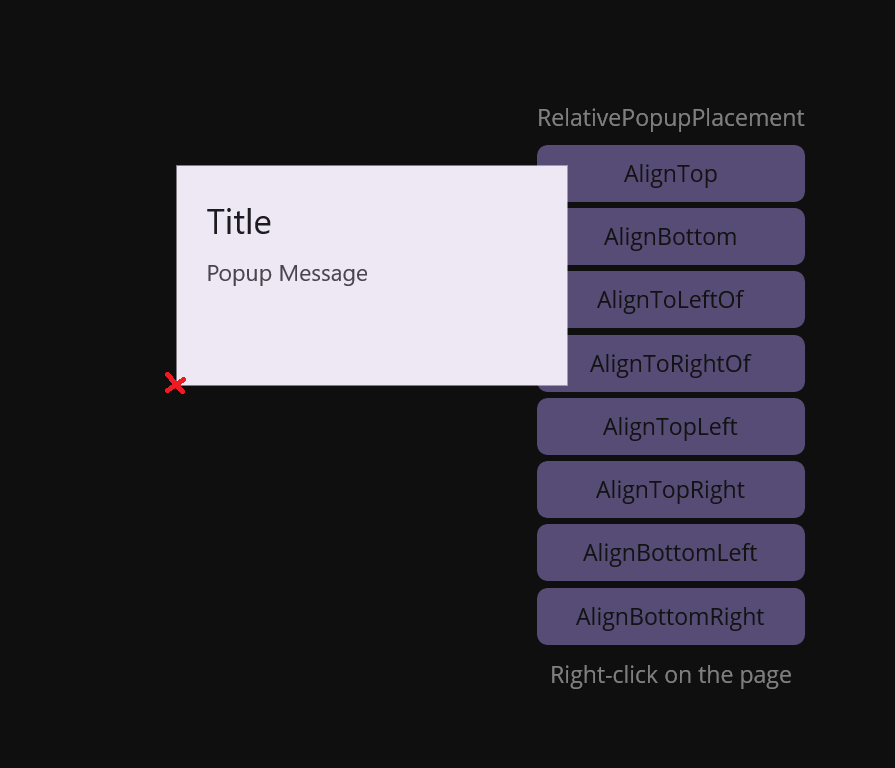 RelativePopupPlacement
AlignTop
Title
AlignBottom
Popup Message
AlignToLeftOf
AlignToRightOf
AlignTopLeft
AlignTopRight
AlignBottomLeft
AlignBottomRight
Right-click on the page